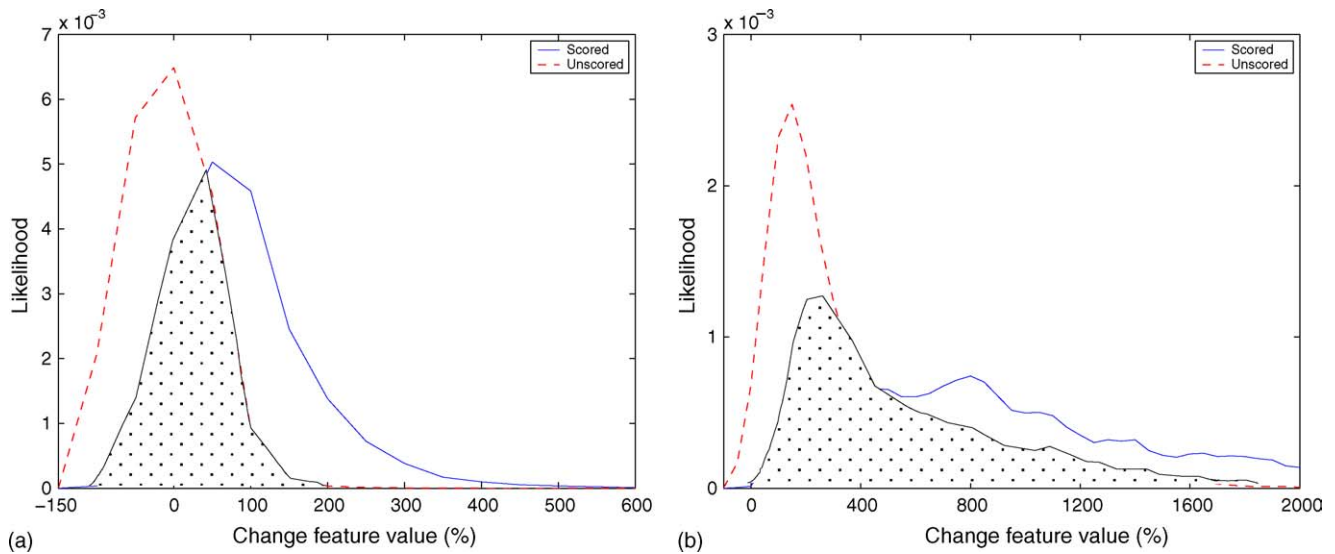 x 10⁻³
7
6
5
4
3
2
1
0
Likelihood
−150 0 100 200 300 400 500 600
Change feature value (%)
Scored
Unscored
(a)
x 10⁻³
3
2
1
0
Likelihood
0 400 800 1200 1600 2000
Change feature value (%)
Scored
Unscored
(b)